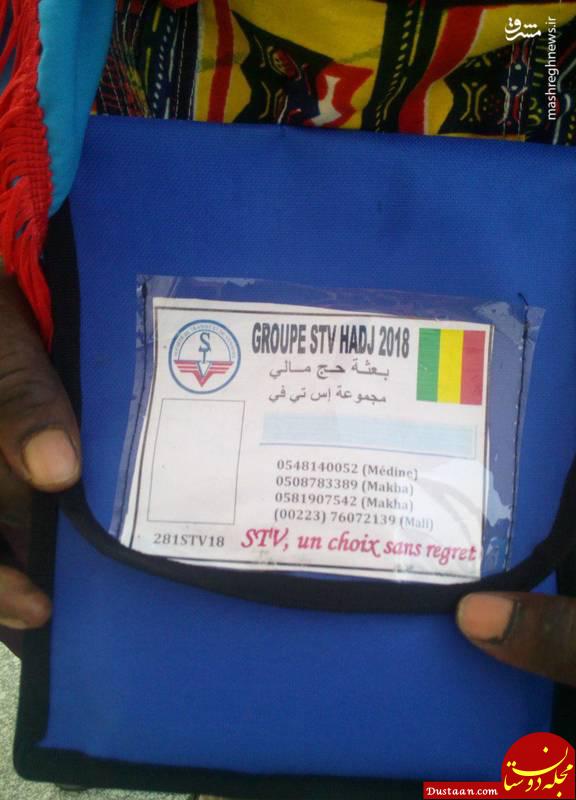 مشرق
mashreghnews.ir
GROUPE STV HADJ 2018
بعثة حج مالي
مجموعة إس تي في
STV
0548140052 (Médine)
0508783389 (Makha)
0581907542 (Makha)
(00223) 76072139 (Mali)
281STV18
STV, un choix sans regret
مجله دوستان
Dustaan.com